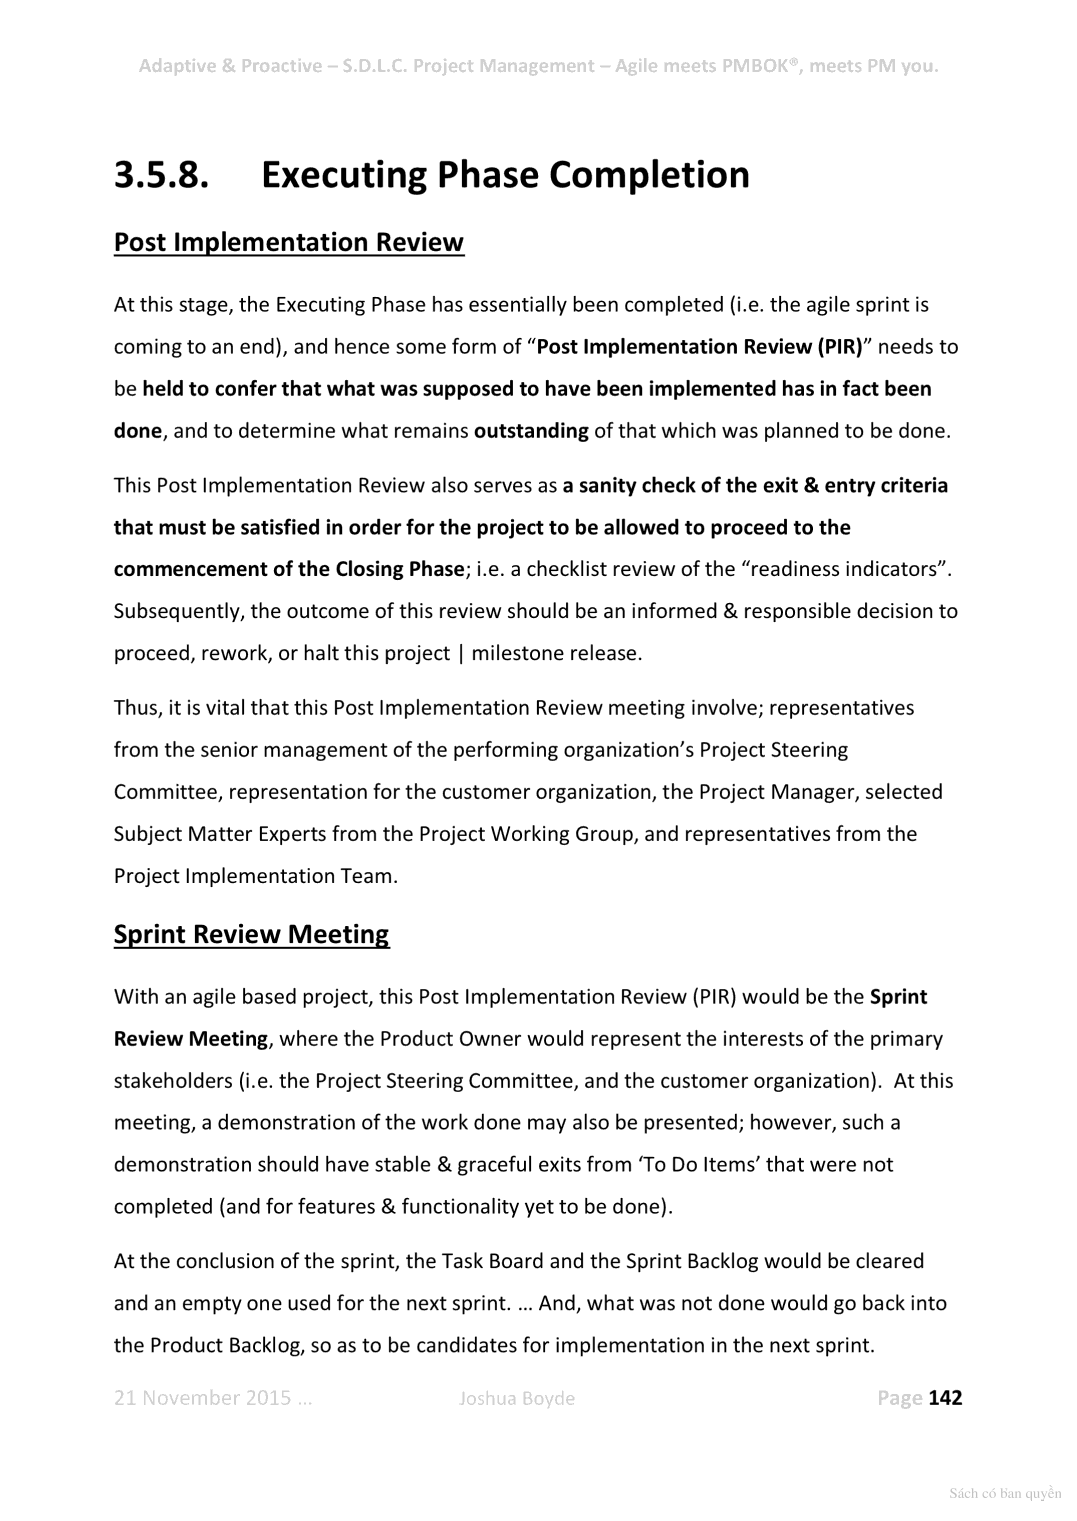 Adaptive & Proactive – S.D.L.C. Project Management – Agile meets PMBOK®, meets PM you.
3.5.8. Executing Phase Completion
Post Implementation Review
At this stage, the Executing Phase has essentially been completed (i.e. the agile sprint is
coming to an end), and hence some form of “Post Implementation Review (PIR)” needs to
be held to confer that what was supposed to have been implemented has in fact been
done, and to determine what remains outstanding of that which was planned to be done.
This Post Implementation Review also serves as a sanity check of the exit & entry criteria
that must be satisfied in order for the project to be allowed to proceed to the
commencement of the Closing Phase; i.e. a checklist review of the “readiness indicators”.
Subsequently, the outcome of this review should be an informed & responsible decision to
proceed, rework, or halt this project | milestone release.
Thus, it is vital that this Post Implementation Review meeting involve; representatives
from the senior management of the performing organization’s Project Steering
Committee, representation for the customer organization, the Project Manager, selected
Subject Matter Experts from the Project Working Group, and representatives from the
Project Implementation Team.
Sprint Review Meeting
With an agile based project, this Post Implementation Review (PIR) would be the Sprint
Review Meeting, where the Product Owner would represent the interests of the primary
stakeholders (i.e. the Project Steering Committee, and the customer organization).  At this
meeting, a demonstration of the work done may also be presented; however, such a
demonstration should have stable & graceful exits from ‘To Do Items’ that were not
completed (and for features & functionality yet to be done).
At the conclusion of the sprint, the Task Board and the Sprint Backlog would be cleared
and an empty one used for the next sprint. … And, what was not done would go back into
the Product Backlog, so as to be candidates for implementation in the next sprint.
21 November 2015 … Joshua Boyde Page 142
Sách có bản quyền